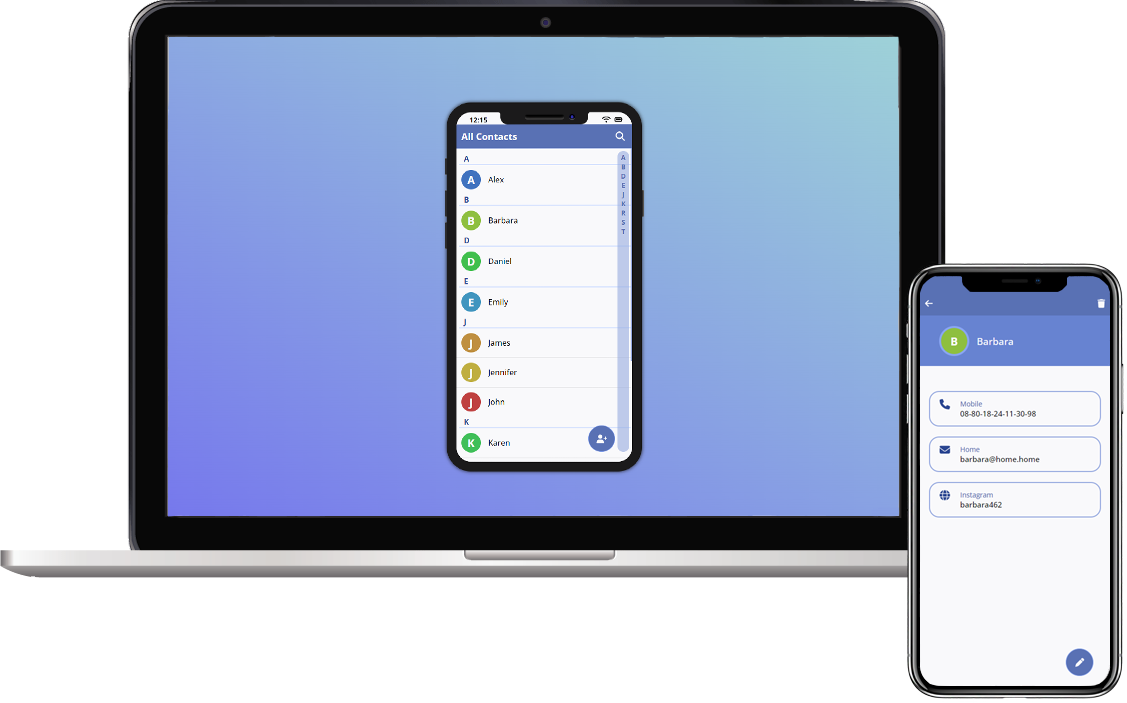 12:15
All Contacts
A
A Alex
B
B Barbara
D
D Daniel
E
E Emily
J
J James
J Jennifer
J John
K
K Karen
A
B
D
E
J
K
R
S
T
B Barbara
Mobile
08-80-18-24-11-30-98
Home
barbara@home.home
Instagram
barbara462